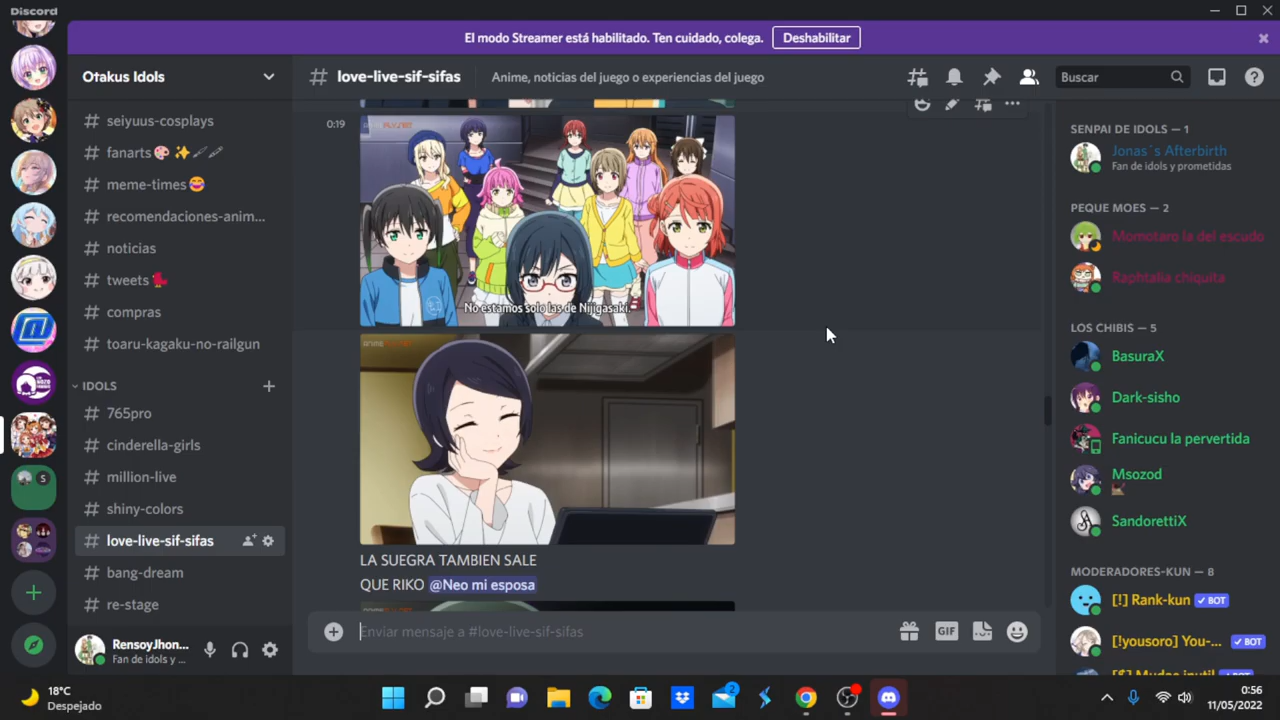 Discord
El modo Streamer está habilitado. Ten cuidado, colega.
Deshabilitar
Otakus Idols
love-live-sif-sifas
Anime, noticias del juego o experiencias del juego
Buscar
seiyuus-cosplays
fanarts🎨✨
meme-times😂
recomendaciones-anim...
noticias
tweets
compras
toaru-kagaku-no-railgun
IDOLS
765pro
cinderella-girls
million-live
shiny-colors
love-live-sif-sifas
bang-dream
re-stage
RensoyJhon...
Fan de idols y ...
0:19
No estamos solo las de Nijigasaki.
LA SUEGRA TAMBIEN SALE
QUE RIKO @Neo mi esposa
Enviar mensaje a #love-live-sif-sifas
GIF
SENPAI DE IDOLS — 1
Jonas´s Afterbirth
Fan de idols y prometidas
PEQUE MOES — 2
Momotaro la del escudo
Raphtalia chiquita
LOS CHIBIS — 5
BasuraX
Dark-sisho
Fanicucu la pervertida
Msozod
SandorettiX
MODERADORES-KUN — 8
[!] Rank-kun ✓ BOT
[!yousoro] You-... ✓ BOT
18°C
Despejado
2
0:56
11/05/2022